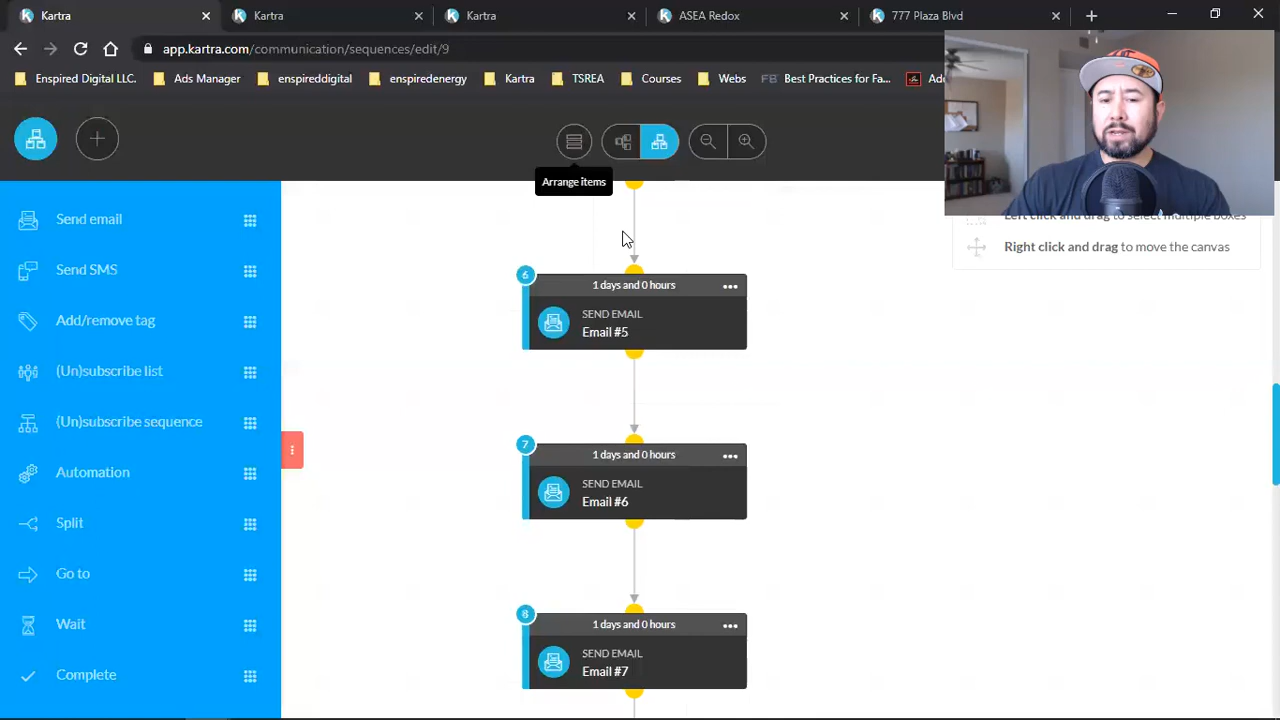 Kartra
Kartra
Kartra
ASEA Redox
777 Plaza Blvd
app.kartra.com/communication/sequences/edit/9
Enspired Digital LLC.
Ads Manager
Enspireddigital
enspirenergy
Kartra
TSREA
Courses
Webs
FB
Best Practices for Fa...
Arrange items
Send email
Send SMS
Add/remove tag
(Un)subscribe list
(Un)subscribe sequence
Automation
Split
Go to
Wait
Complete
Left click and drag to select multiple boxes
Right click and drag to move the canvas
6
1 days and 0 hours
SEND EMAIL
Email #5
7
1 days and 0 hours
SEND EMAIL
Email #6
8
1 days and 0 hours
SEND EMAIL
Email #7